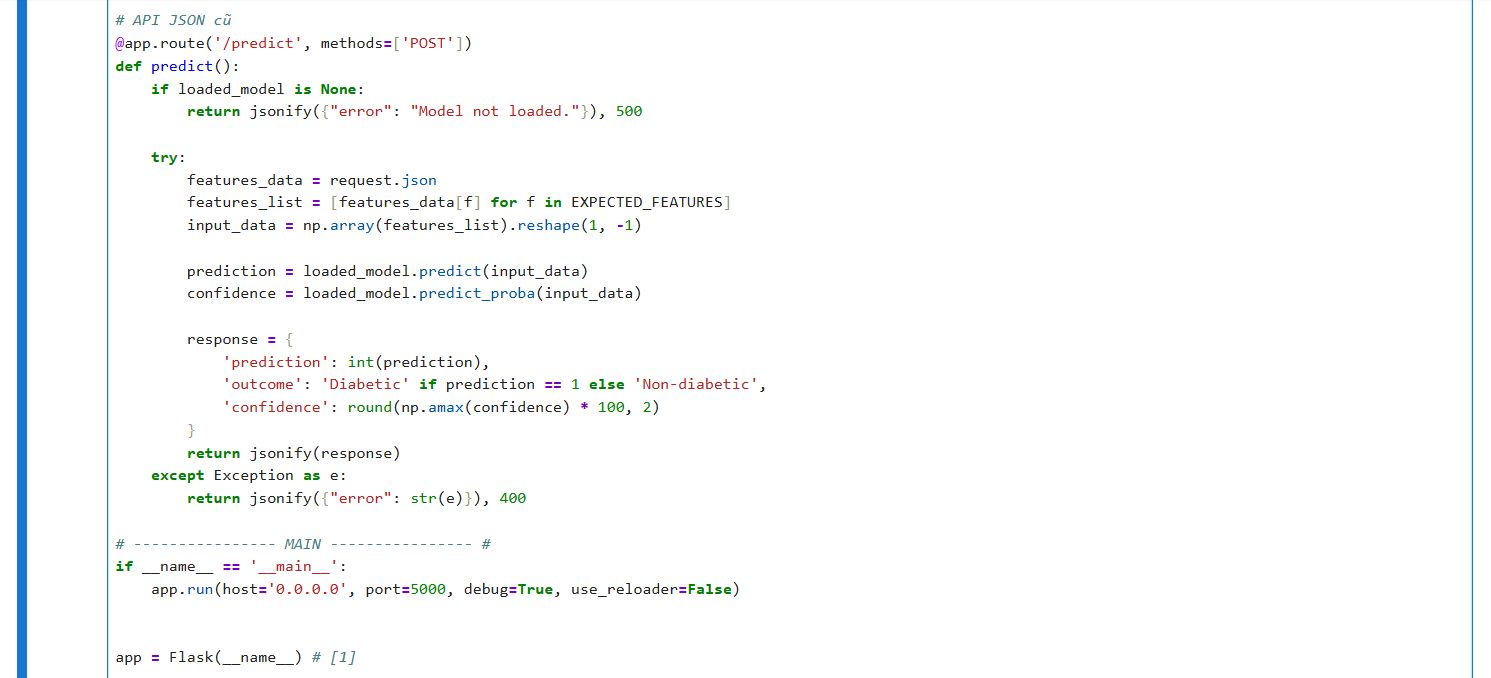 # API JSON cũ
@app.route('/predict', methods=['POST'])
def predict():
    if loaded_model is None:
        return jsonify({"error": "Model not loaded."}), 500

    try:
        features_data = request.json
        features_list = [features_data[f] for f in EXPECTED_FEATURES]
        input_data = np.array(features_list).reshape(1, -1)

        prediction = loaded_model.predict(input_data)
        confidence = loaded_model.predict_proba(input_data)

        response = {
            'prediction': int(prediction),
            'outcome': 'Diabetic' if prediction == 1 else 'Non-diabetic',
            'confidence': round(np.amax(confidence) * 100, 2)
        }
        return jsonify(response)
    except Exception as e:
        return jsonify({"error": str(e)}), 400

# ---------------- MAIN ---------------- #
if __name__ == '__main__':
    app.run(host='0.0.0.0', port=5000, debug=True, use_reloader=False)


app = Flask(__name__) # [1]